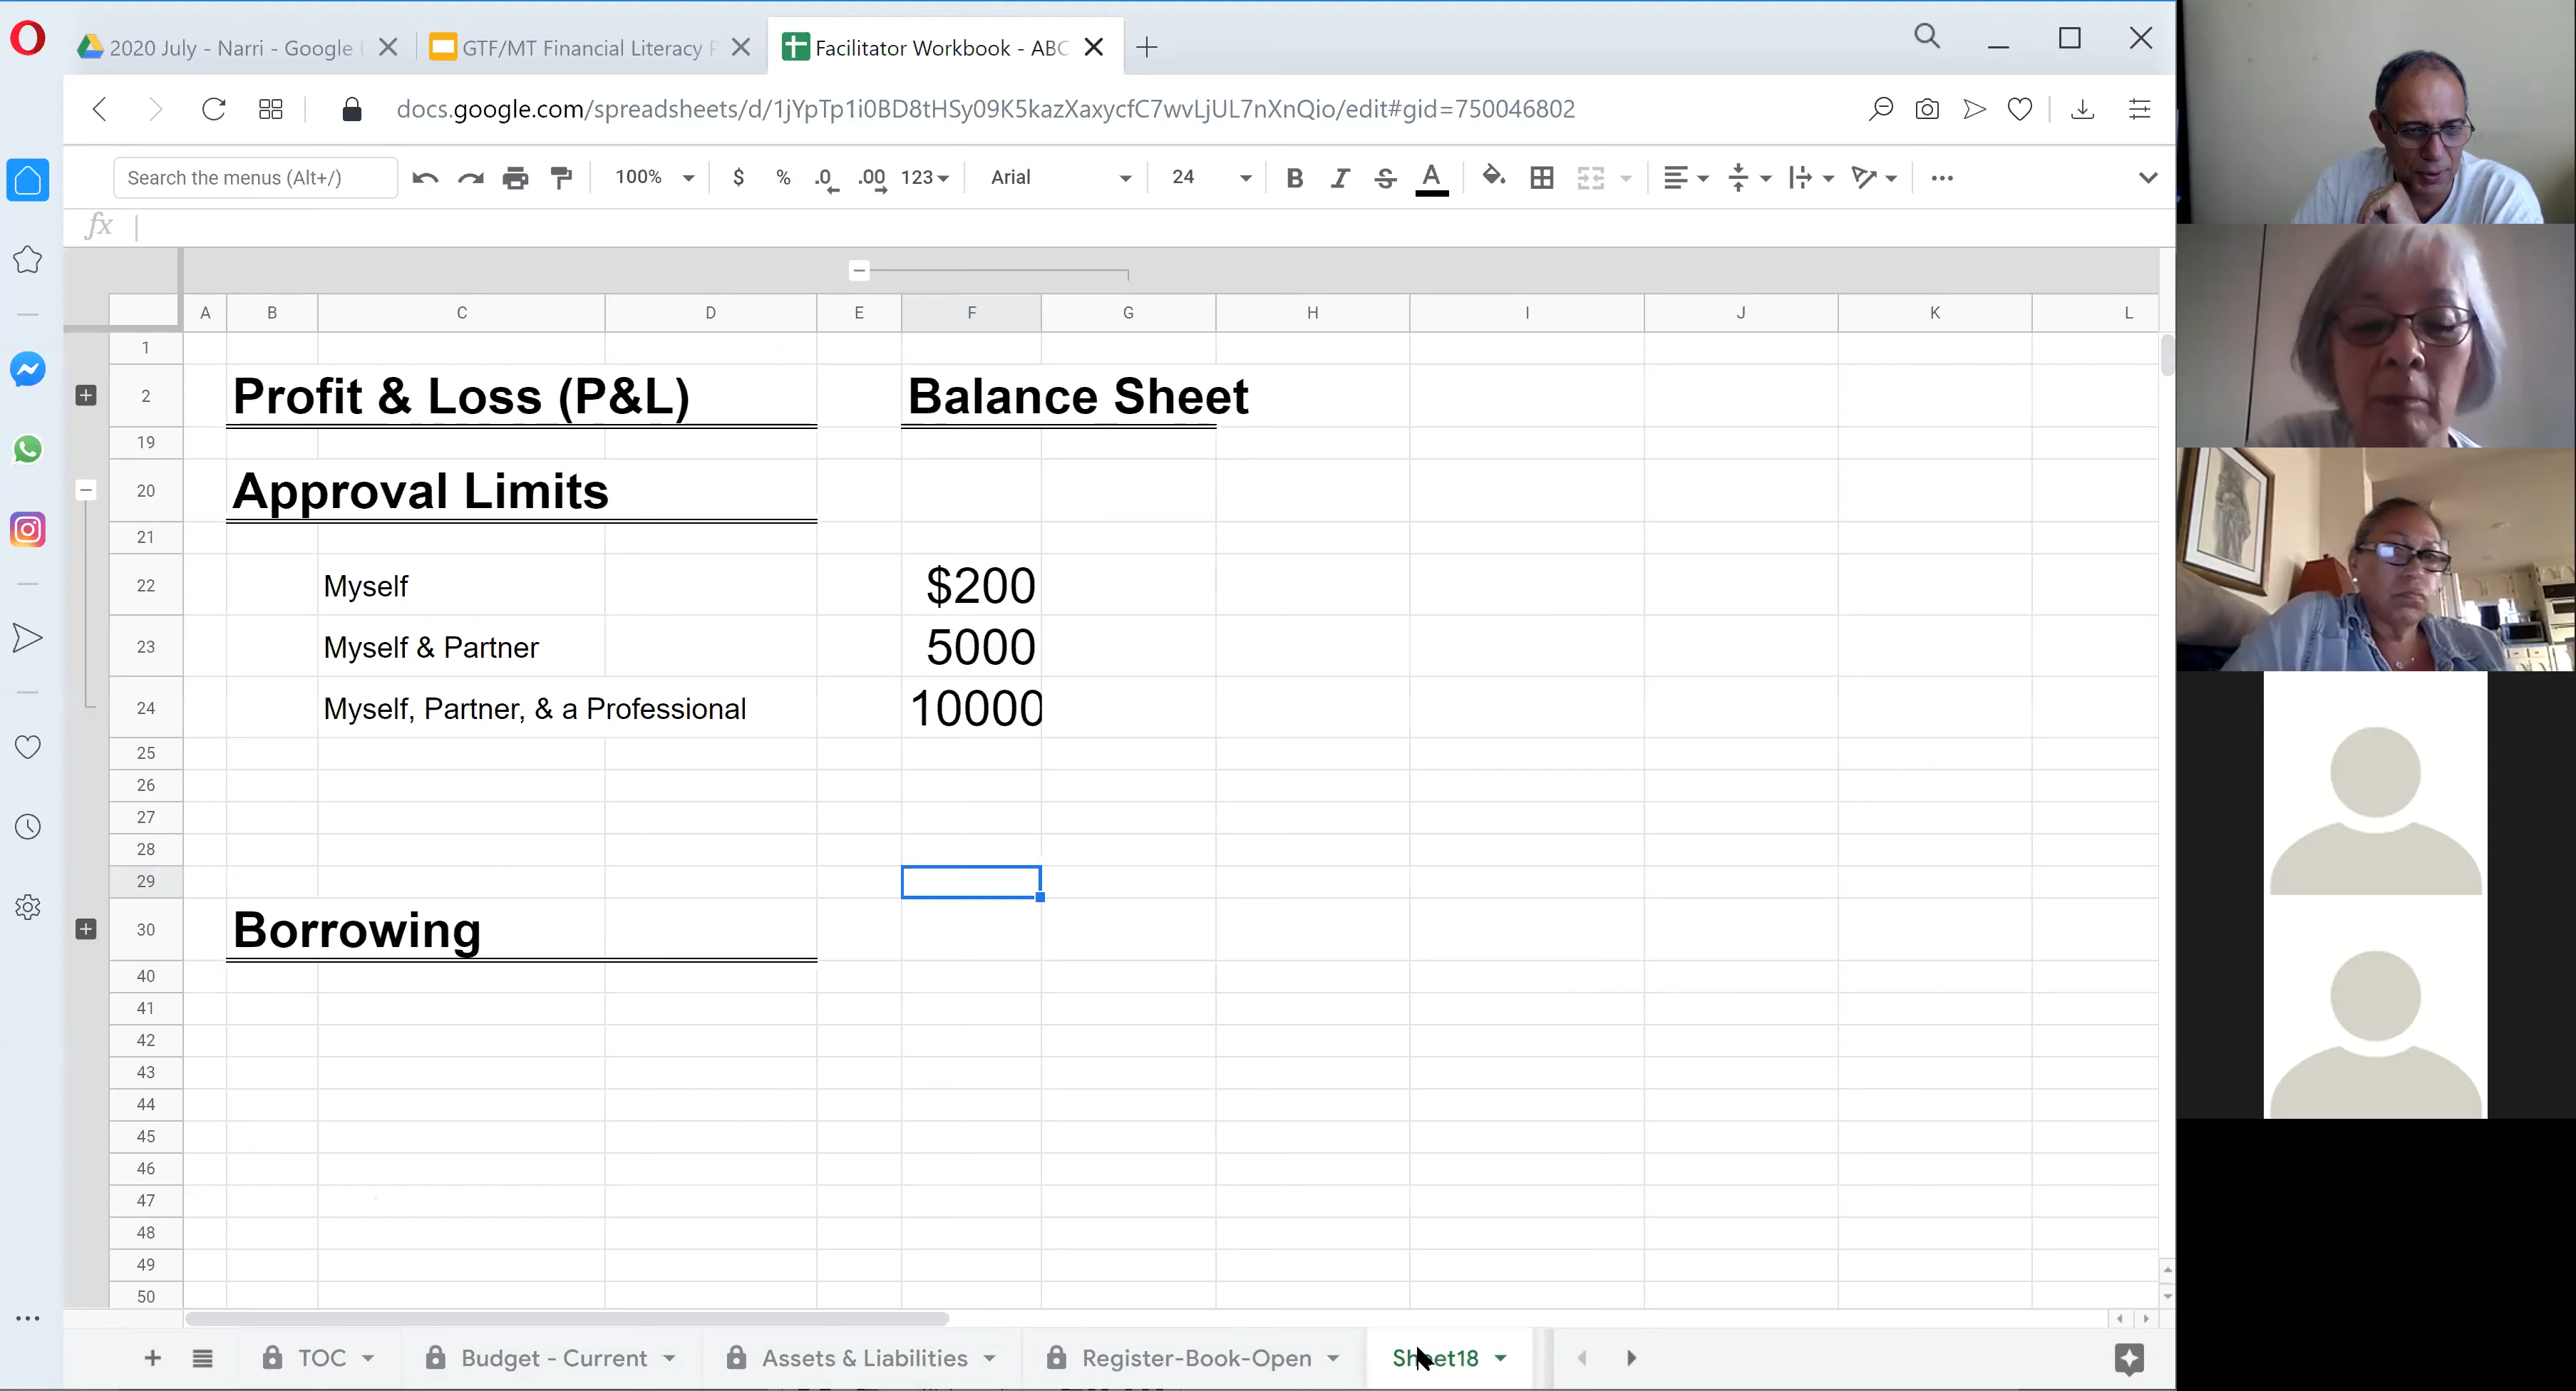 2020 July - Narri - Google
GTF/MT Financial Literacy
Facilitator Workbook - ABC
docs.google.com/spreadsheets/d/1jYpTp1i0BD8tHSy09K5kazXaxycfC7wvLjUL7nXnQio/edit#gid=750046802
Search the menus (Alt+/)
100%
$ % .0 .00 123
Arial
24
B I S A
fx
A B C D E F G H I J K L
1
2 Profit & Loss (P&L) Balance Sheet
19
20 Approval Limits
21
22 Myself $200
23 Myself & Partner 5000
24 Myself, Partner, & a Professional 10000
25
26
27
28
29
30 Borrowing
40
41
42
43
44
45
46
47
48
49
50
TOC Budget - Current Assets & Liabilities Register-Book-Open Sheet18